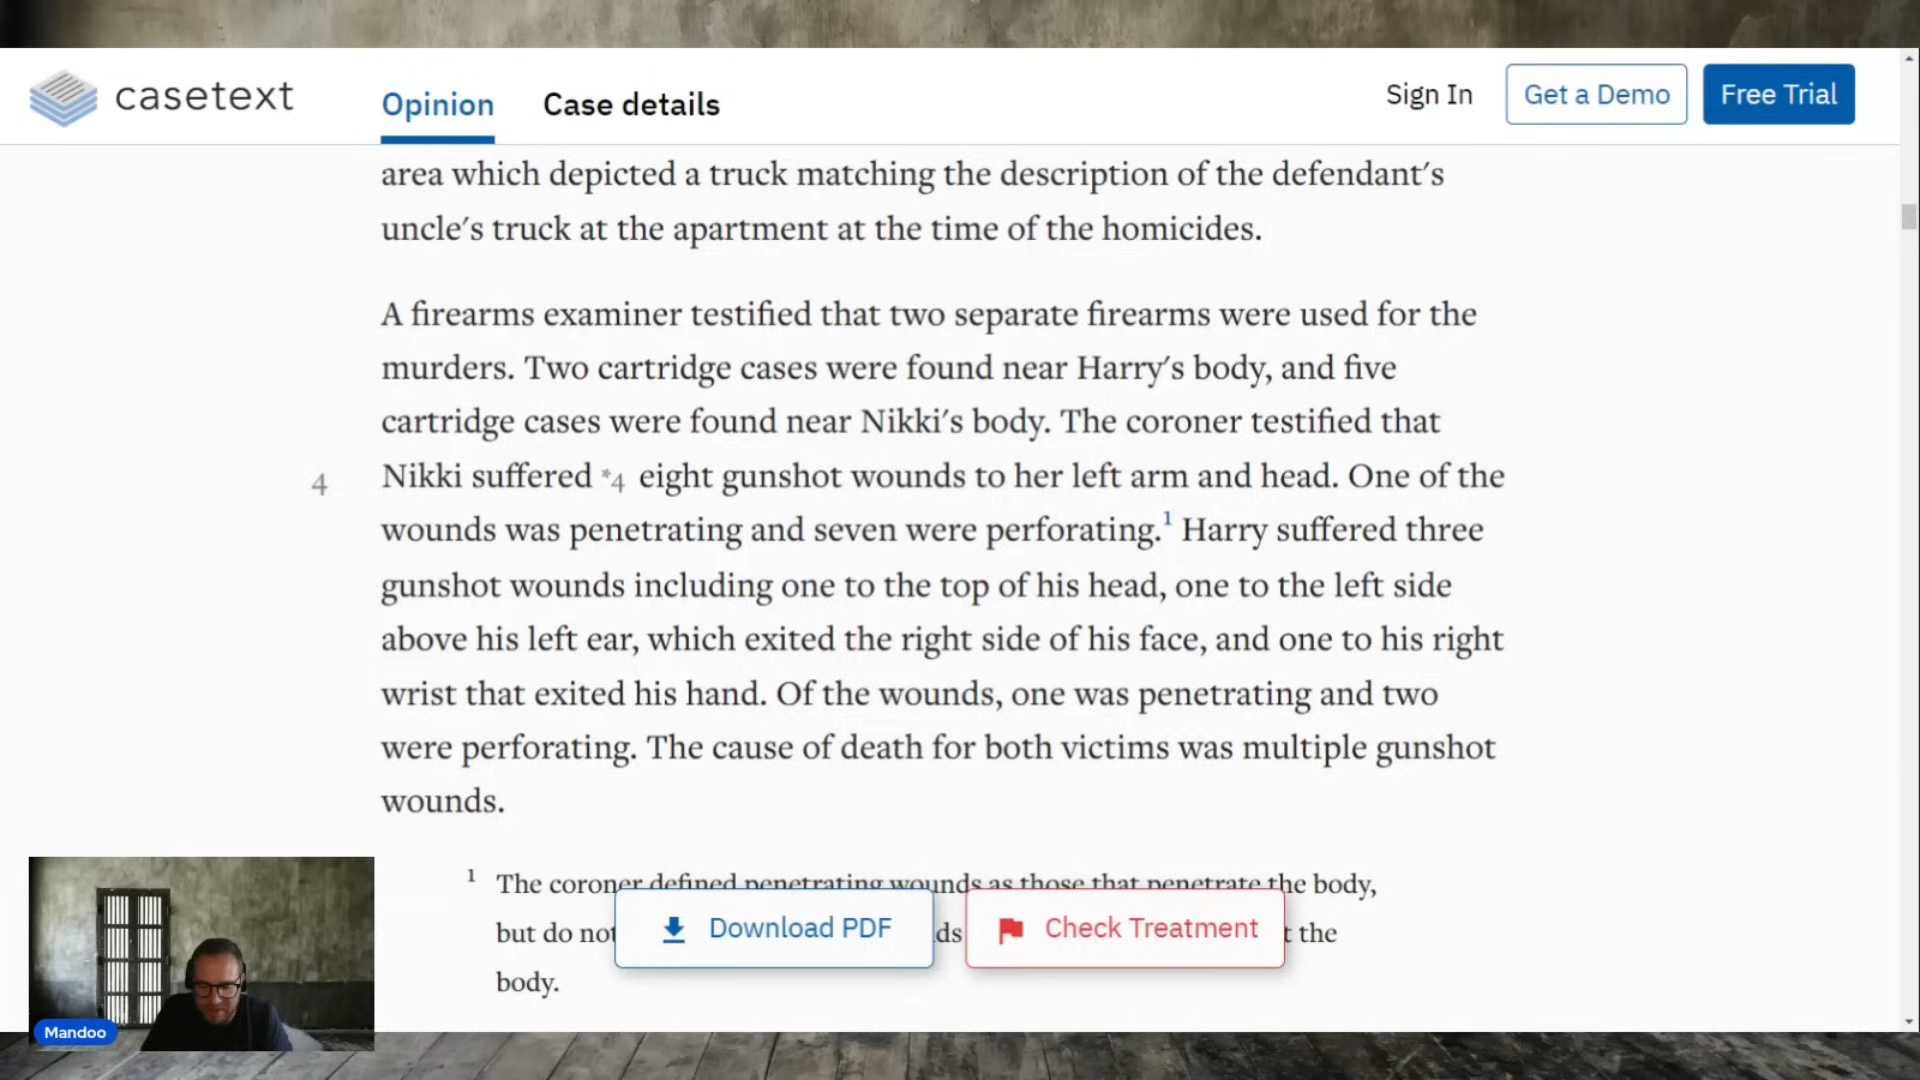 casetext
Opinion
Case details
Sign In
Get a Demo
Free Trial
area which depicted a truck matching the description of the defendant's
uncle's truck at the apartment at the time of the homicides.
A firearms examiner testified that two separate firearms were used for the
murders. Two cartridge cases were found near Harry's body, and five
cartridge cases were found near Nikki's body. The coroner testified that
4
Nikki suffered *4 eight gunshot wounds to her left arm and head. One of the
wounds was penetrating and seven were perforating.1 Harry suffered three
gunshot wounds including one to the top of his head, one to the left side
above his left ear, which exited the right side of his face, and one to his right
wrist that exited his hand. Of the wounds, one was penetrating and two
were perforating. The cause of death for both victims was multiple gunshot
wounds.
1 The coroner defined penetrating wounds as those that penetrate the body,
but do the
body.
Download PDF
Check Treatment
Mandoo